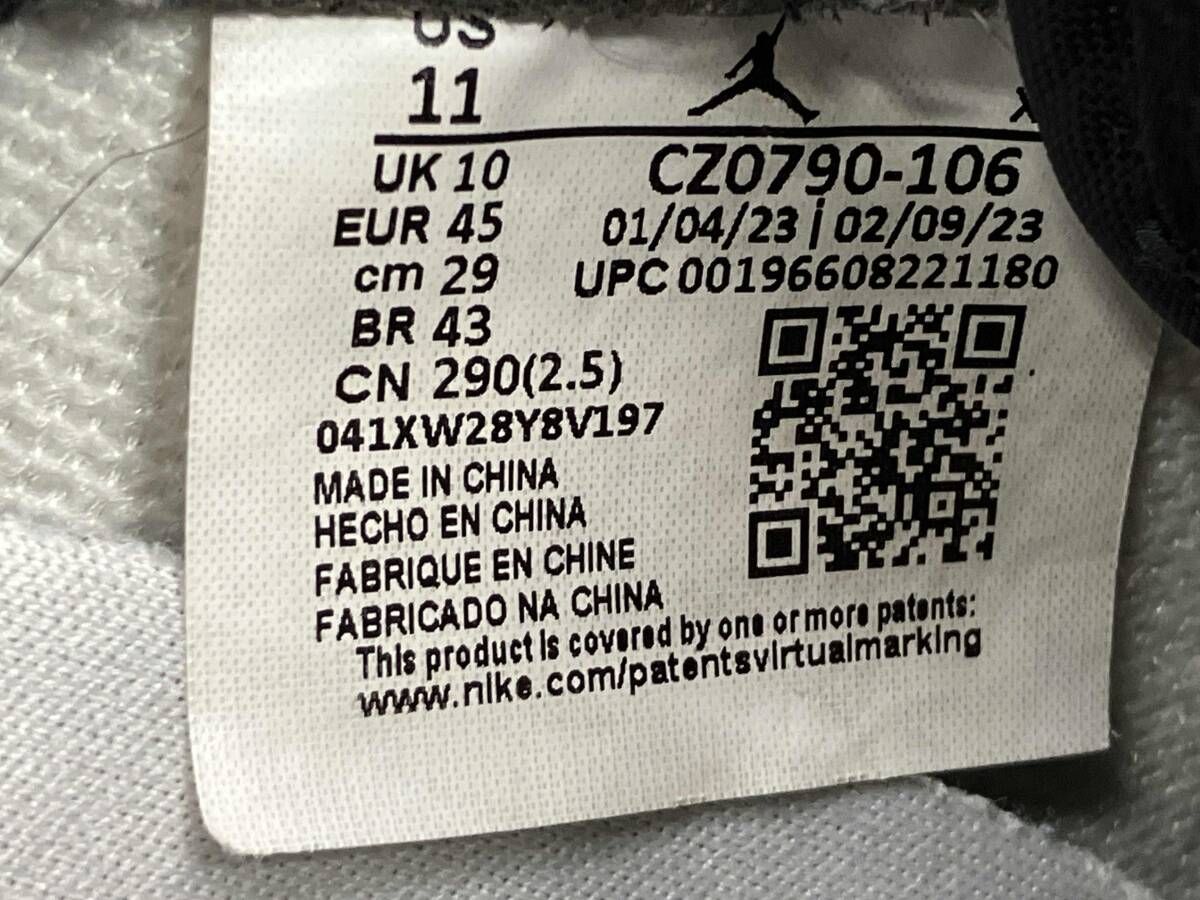 US
11
UK 10
EUR 45
cm 29
BR 43
CN 290(2.5)
041XW28Y8V197
MADE IN CHINA
HECHO EN CHINA
FABRIQUE EN CHINE
FABRICADO NA CHINA
CZ0790-106
01/04/23 | 02/09/23
UPC 00196608221180
This product is covered by one or more patents:
www.nike.com/patentsvirtualmarking